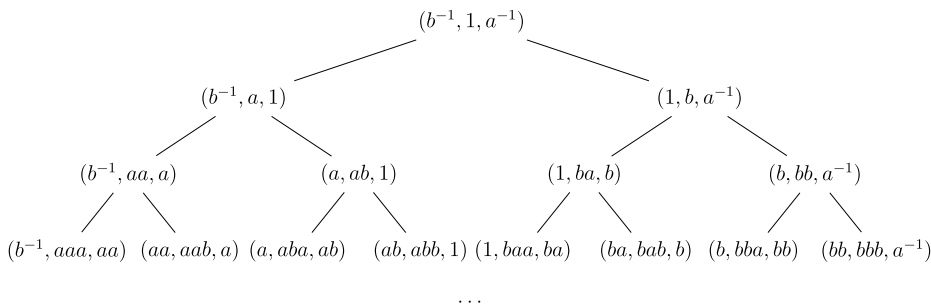 (b⁻¹, 1, a⁻¹)
(b⁻¹, a, 1) (1, b, a⁻¹)
(b⁻¹, aa, a) (a, ab, 1) (1, ba, b) (b, bb, a⁻¹)
(b⁻¹, aaa, aa) (aa, aab, a) (a, aba, ab) (ab, abb, 1) (1, baa, ba) (ba, bab, b) (b, bba, bb) (bb, bbb, a⁻¹)
...